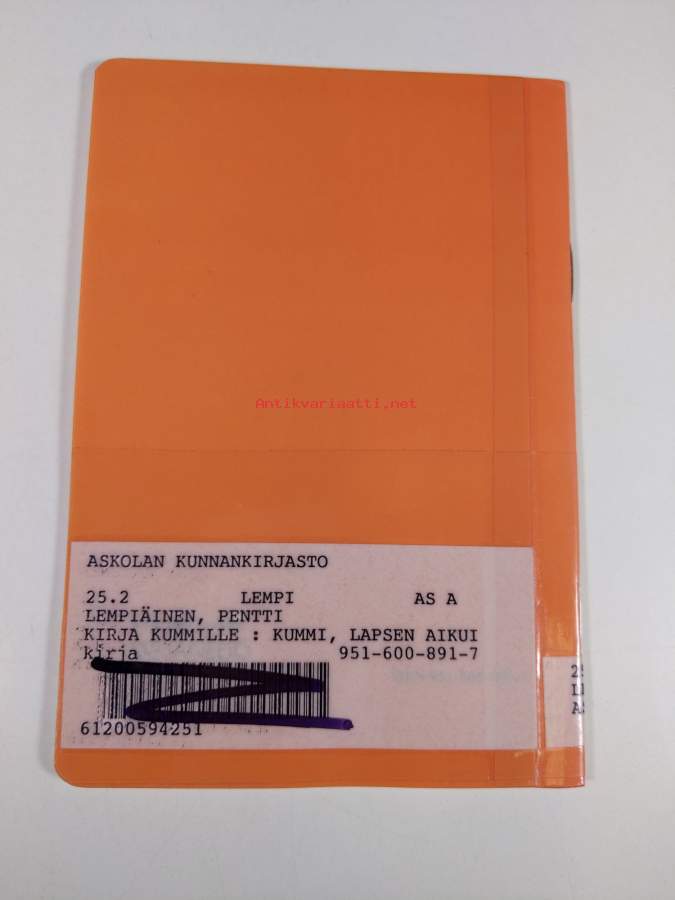 Antikvariaatti.net
ASKOLAN KUNNANKIRJASTO
25.2 LEMPI AS A
LEMPIÄINEN, PENTTI
KIRJA KUMMILLE : KUMMI, LAPSEN AIKUI
kirja 951-600-891-7
61200594251